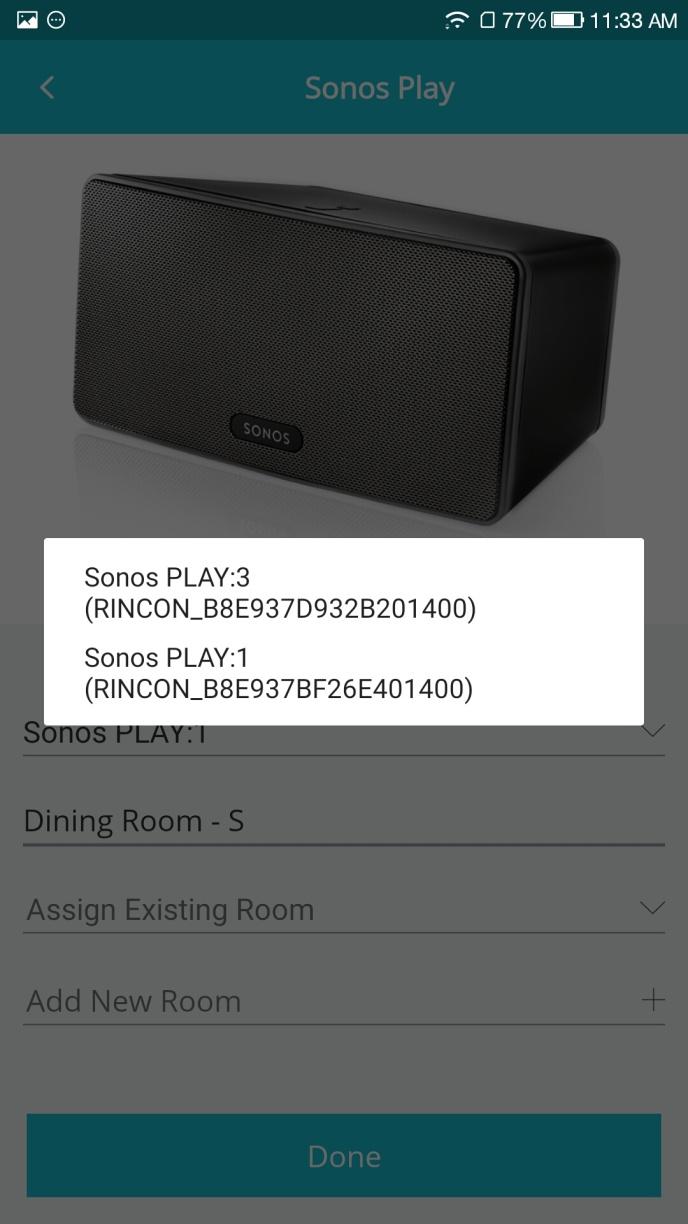 77% 11:33 AM
Sonos Play
SONOS
Sonos PLAY:3
(RINCON_B8E937D932B201400)
Sonos PLAY:1
(RINCON_B8E937BF26E401400)
Sonos PLAY:1
Dining Room - S
Assign Existing Room
Add New Room
Done